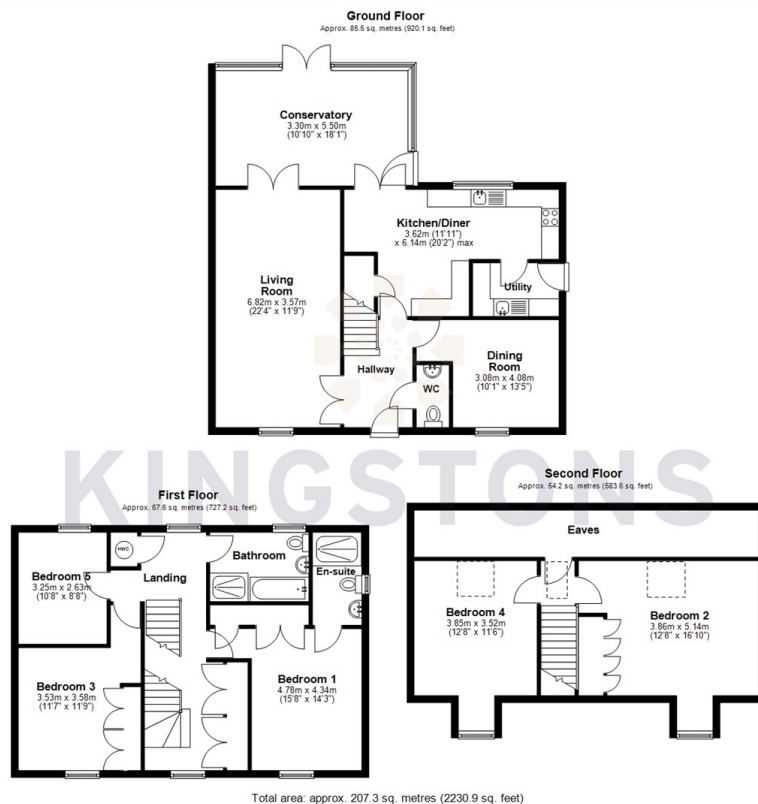 Ground Floor
Approx. 85.5 sq. metres (920.1 sq. feet)
Conservatory
3.30m x 5.50m
(10'10" x 18'1")
Kitchen/Diner
3.62m (11'11")
x 6.14m (20'2") max
Living
Room
6.82m x 3.57m
(22'4" x 11'9")
Utility
Hallway
WC
Dining
Room
3.08m x 4.08m
(10'1" x 13'5")
KINGSTONS
First Floor
Approx. 67.6 sq. metres (727.2 sq. feet)
HWC
Bathroom
En-suite
Landing
Bedroom 5
3.25m x 2.63m
(10'8" x 8'8")
Bedroom 3
3.53m x 3.58m
(11'7" x 11'9")
Bedroom 1
4.78m x 4.34m
(15'8" x 14'3")
Second Floor
Approx. 54.2 sq. metres (583.6 sq. feet)
Eaves
Bedroom 4
3.85m x 3.52m
(12'8" x 11'6")
Bedroom 2
3.86m x 5.14m
(12'8" x 16'10")
Total area: approx. 207.3 sq. metres (2230.9 sq. feet)